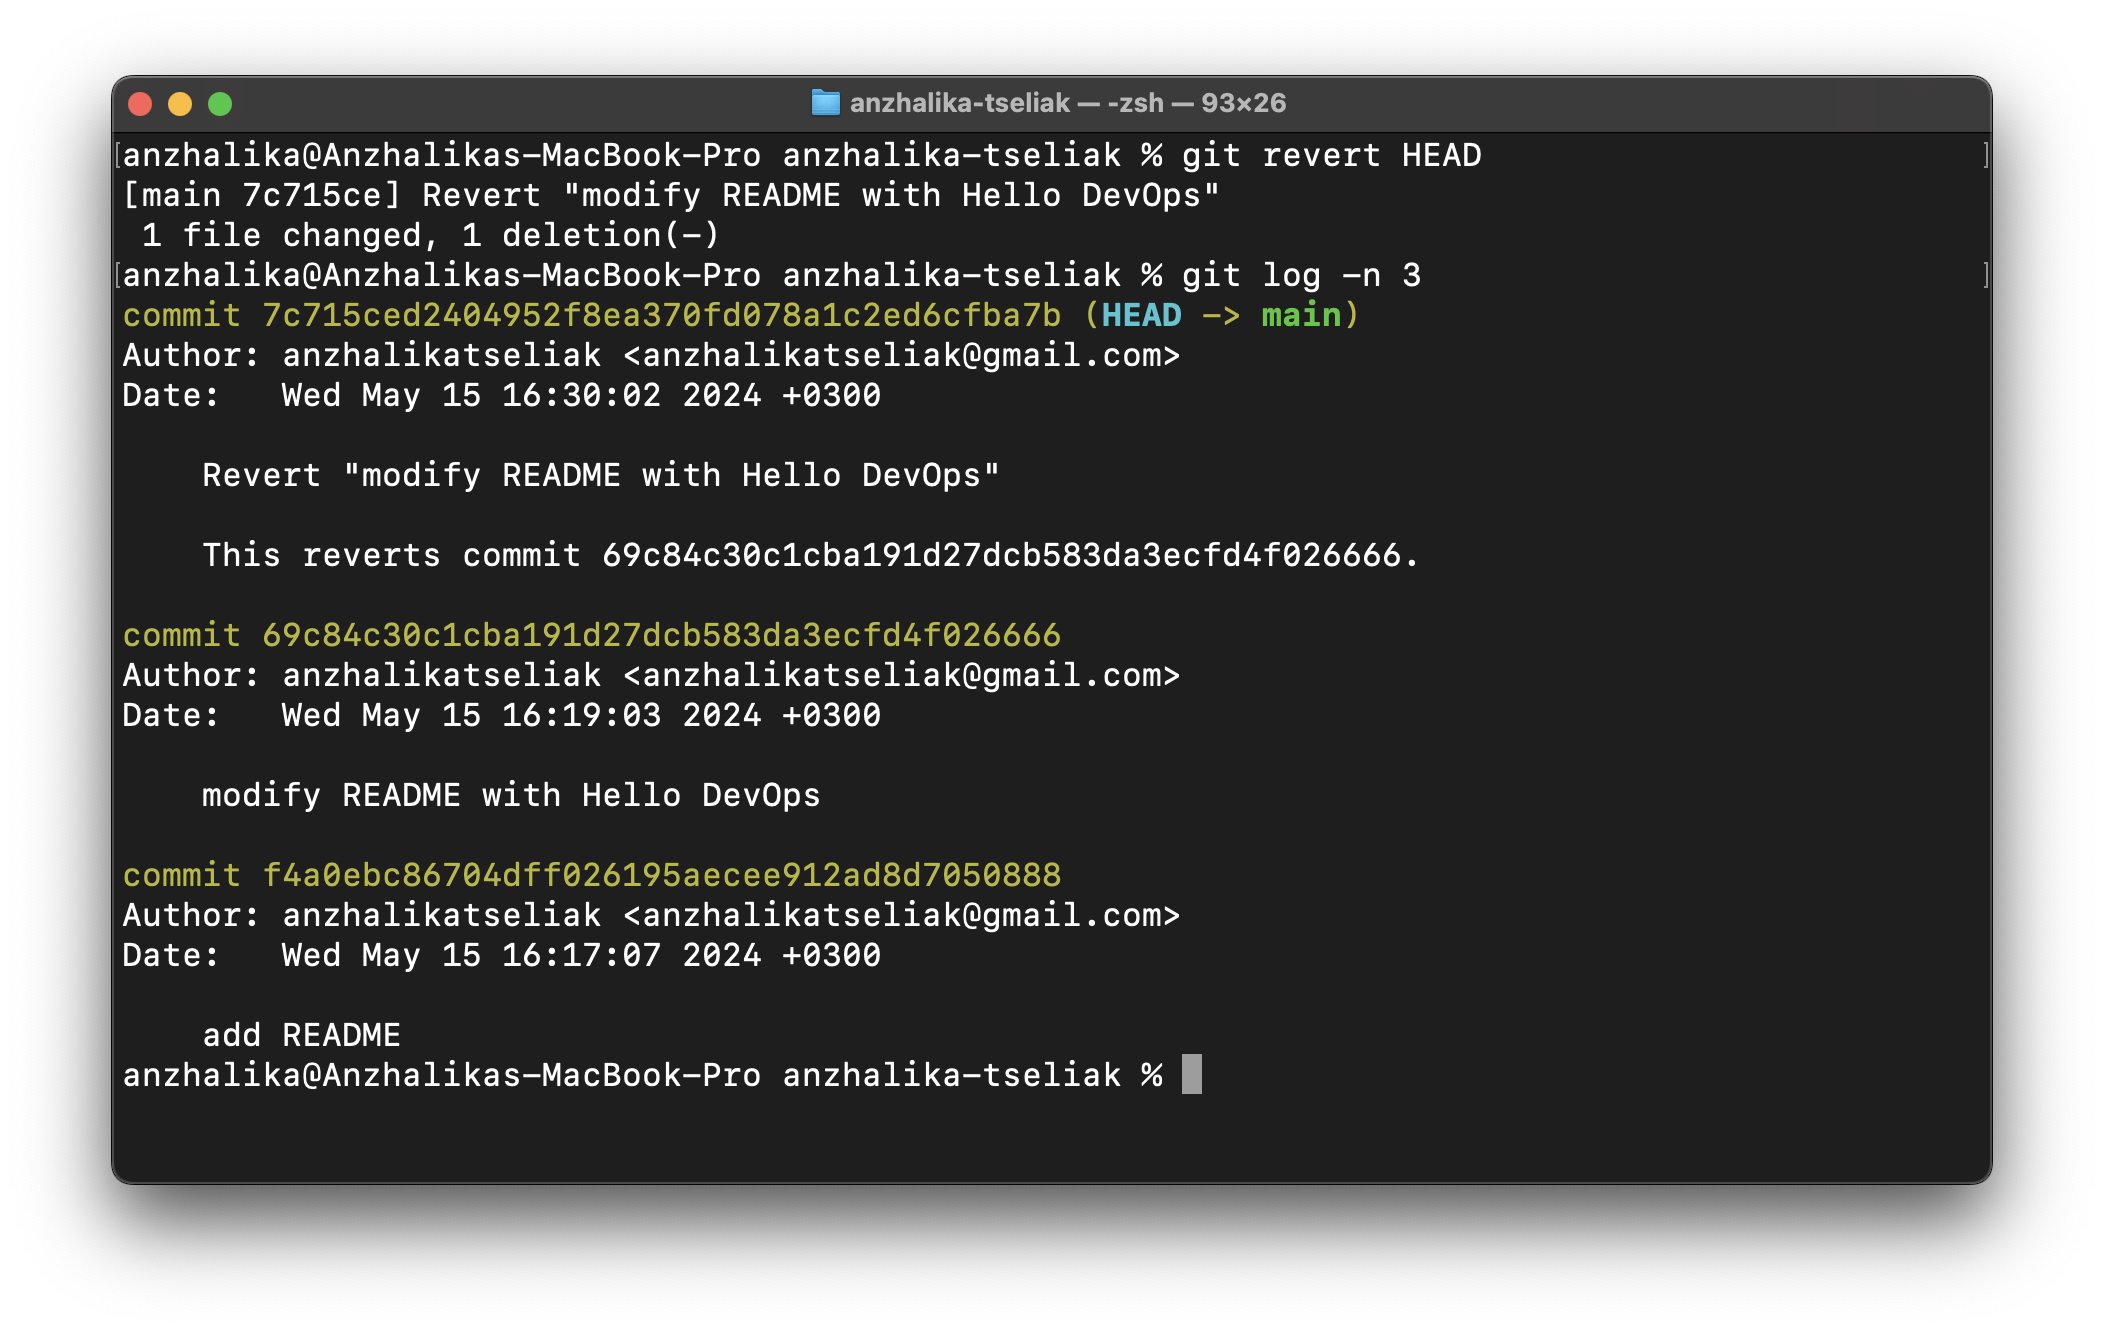 anzhalika-tseliak — -zsh — 93×26
[anzhalika@Anzhalikas-MacBook-Pro anzhalika-tseliak % git revert HEAD ]
[main 7c715ce] Revert "modify README with Hello DevOps"
 1 file changed, 1 deletion(-)
[anzhalika@Anzhalikas-MacBook-Pro anzhalika-tseliak % git log -n 3 ]
commit 7c715ced2404952f8ea370fd078a1c2ed6cfba7b (HEAD -> main)
Author: anzhalikatseliak <anzhalikatseliak@gmail.com>
Date:   Wed May 15 16:30:02 2024 +0300
    Revert "modify README with Hello DevOps"
    This reverts commit 69c84c30c1cba191d27dcb583da3ecfd4f026666.
commit 69c84c30c1cba191d27dcb583da3ecfd4f026666
Author: anzhalikatseliak <anzhalikatseliak@gmail.com>
Date:   Wed May 15 16:19:03 2024 +0300
    modify README with Hello DevOps
commit f4a0ebc86704dff026195aecee912ad8d7050888
Author: anzhalikatseliak <anzhalikatseliak@gmail.com>
Date:   Wed May 15 16:17:07 2024 +0300
    add README
anzhalika@Anzhalikas-MacBook-Pro anzhalika-tseliak %